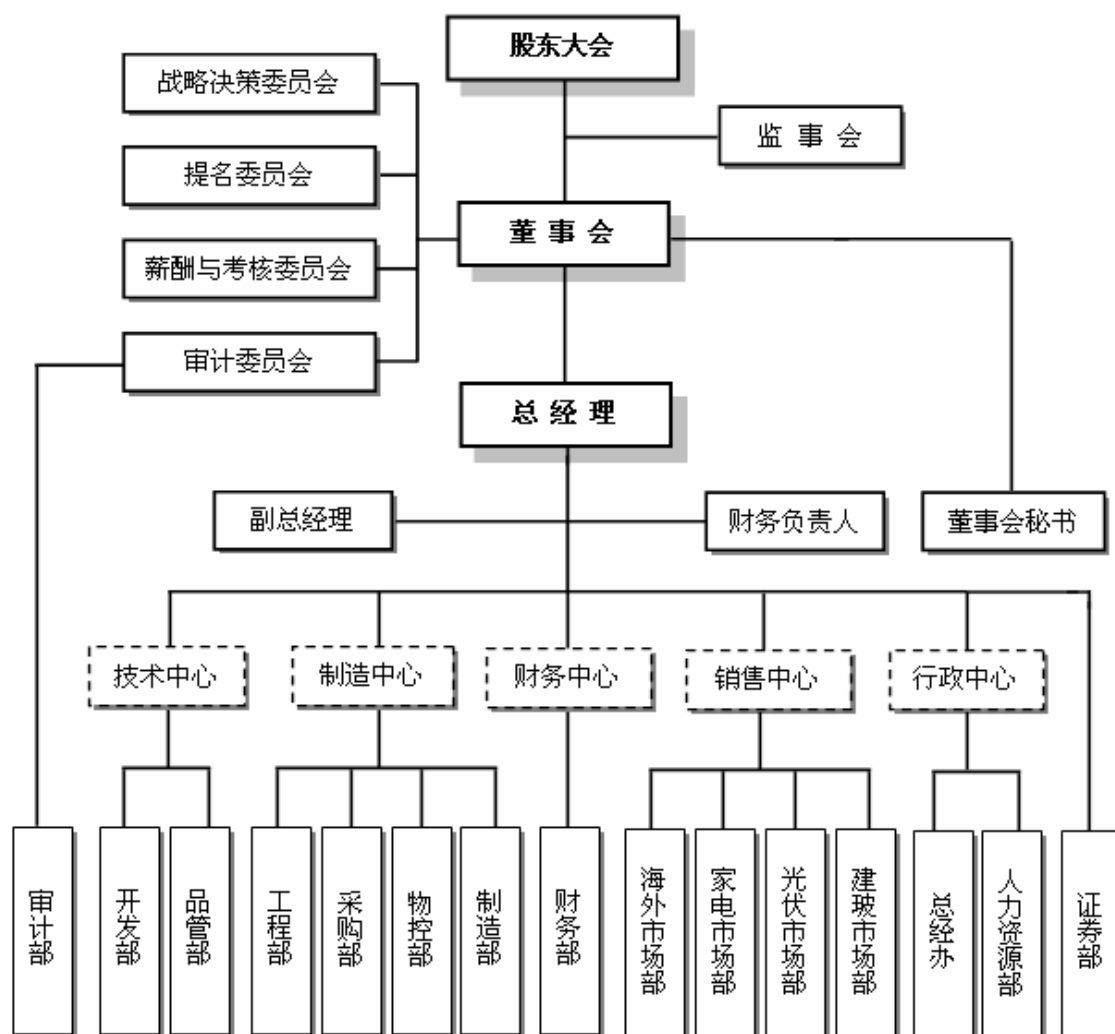 股东大会
战略决策委员会
监 事 会
提名委员会
董 事 会
薪酬与考核委员会
审计委员会
总 经 理
副总经理
财务负责人
董事会秘书
技术中心
制造中心
财务中心
销售中心
行政中心
审计部
开发部
品管部
工程部
采购部
物控部
制造部
财务部
海外市场部
家电市场部
光伏市场部
建玻市场部
总经办
人力资源部
证券部